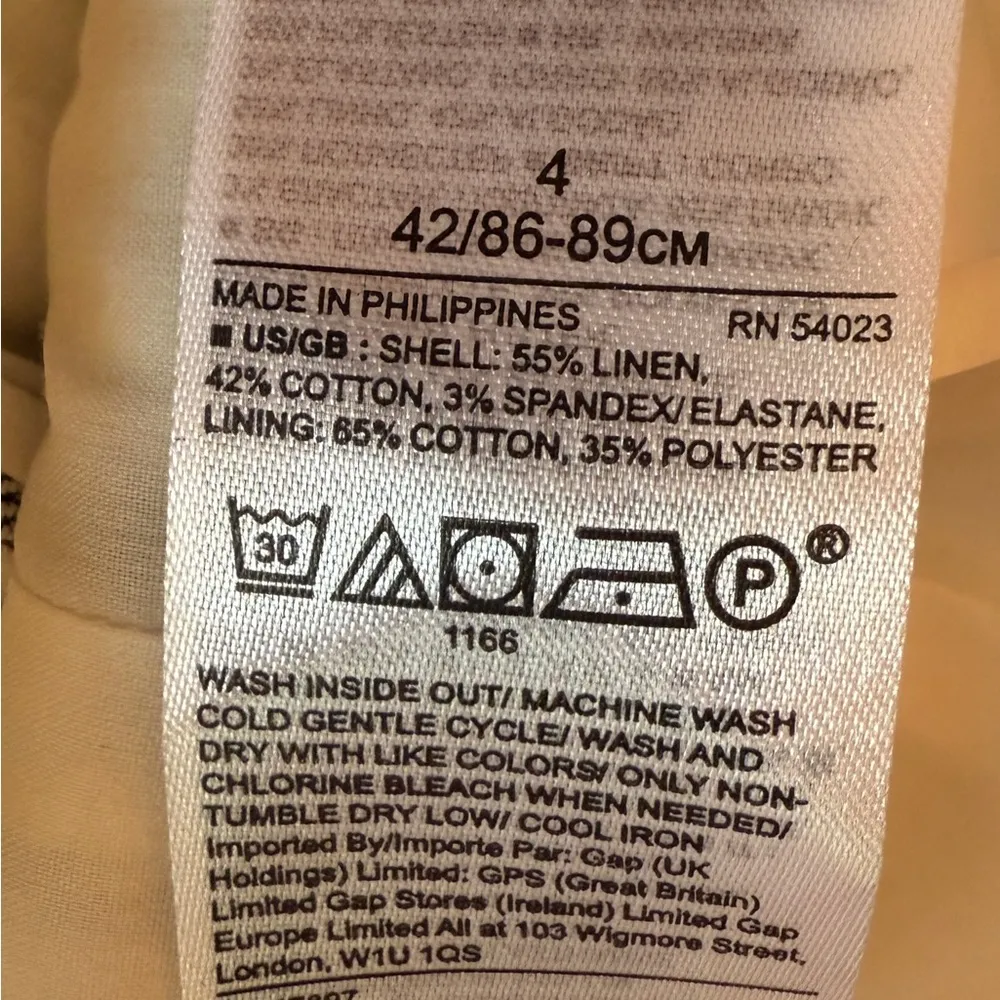 4
42/86-89CM
MADE IN PHILIPPINES RN 54023
■ US/GB : SHELL: 55% LINEN,
42% COTTON, 3% SPANDEX/ELASTANE,
LINING: 65% COTTON, 35% POLYESTER
30 P ®
1166
WASH INSIDE OUT/ MACHINE WASH
COLD GENTLE CYCLE/ WASH AND
DRY WITH LIKE COLORS/ ONLY NON-
CHLORINE BLEACH WHEN NEEDED/
TUMBLE DRY LOW/ COOL IRON
Imported By/Importe Par: Gap (UK
Holdings) Limited: GPS (Great Britain)
Limited Gap Stores (Ireland) Limited Gap
Europe Limited All at 103 Wigmore Street,
London, W1U 1QS